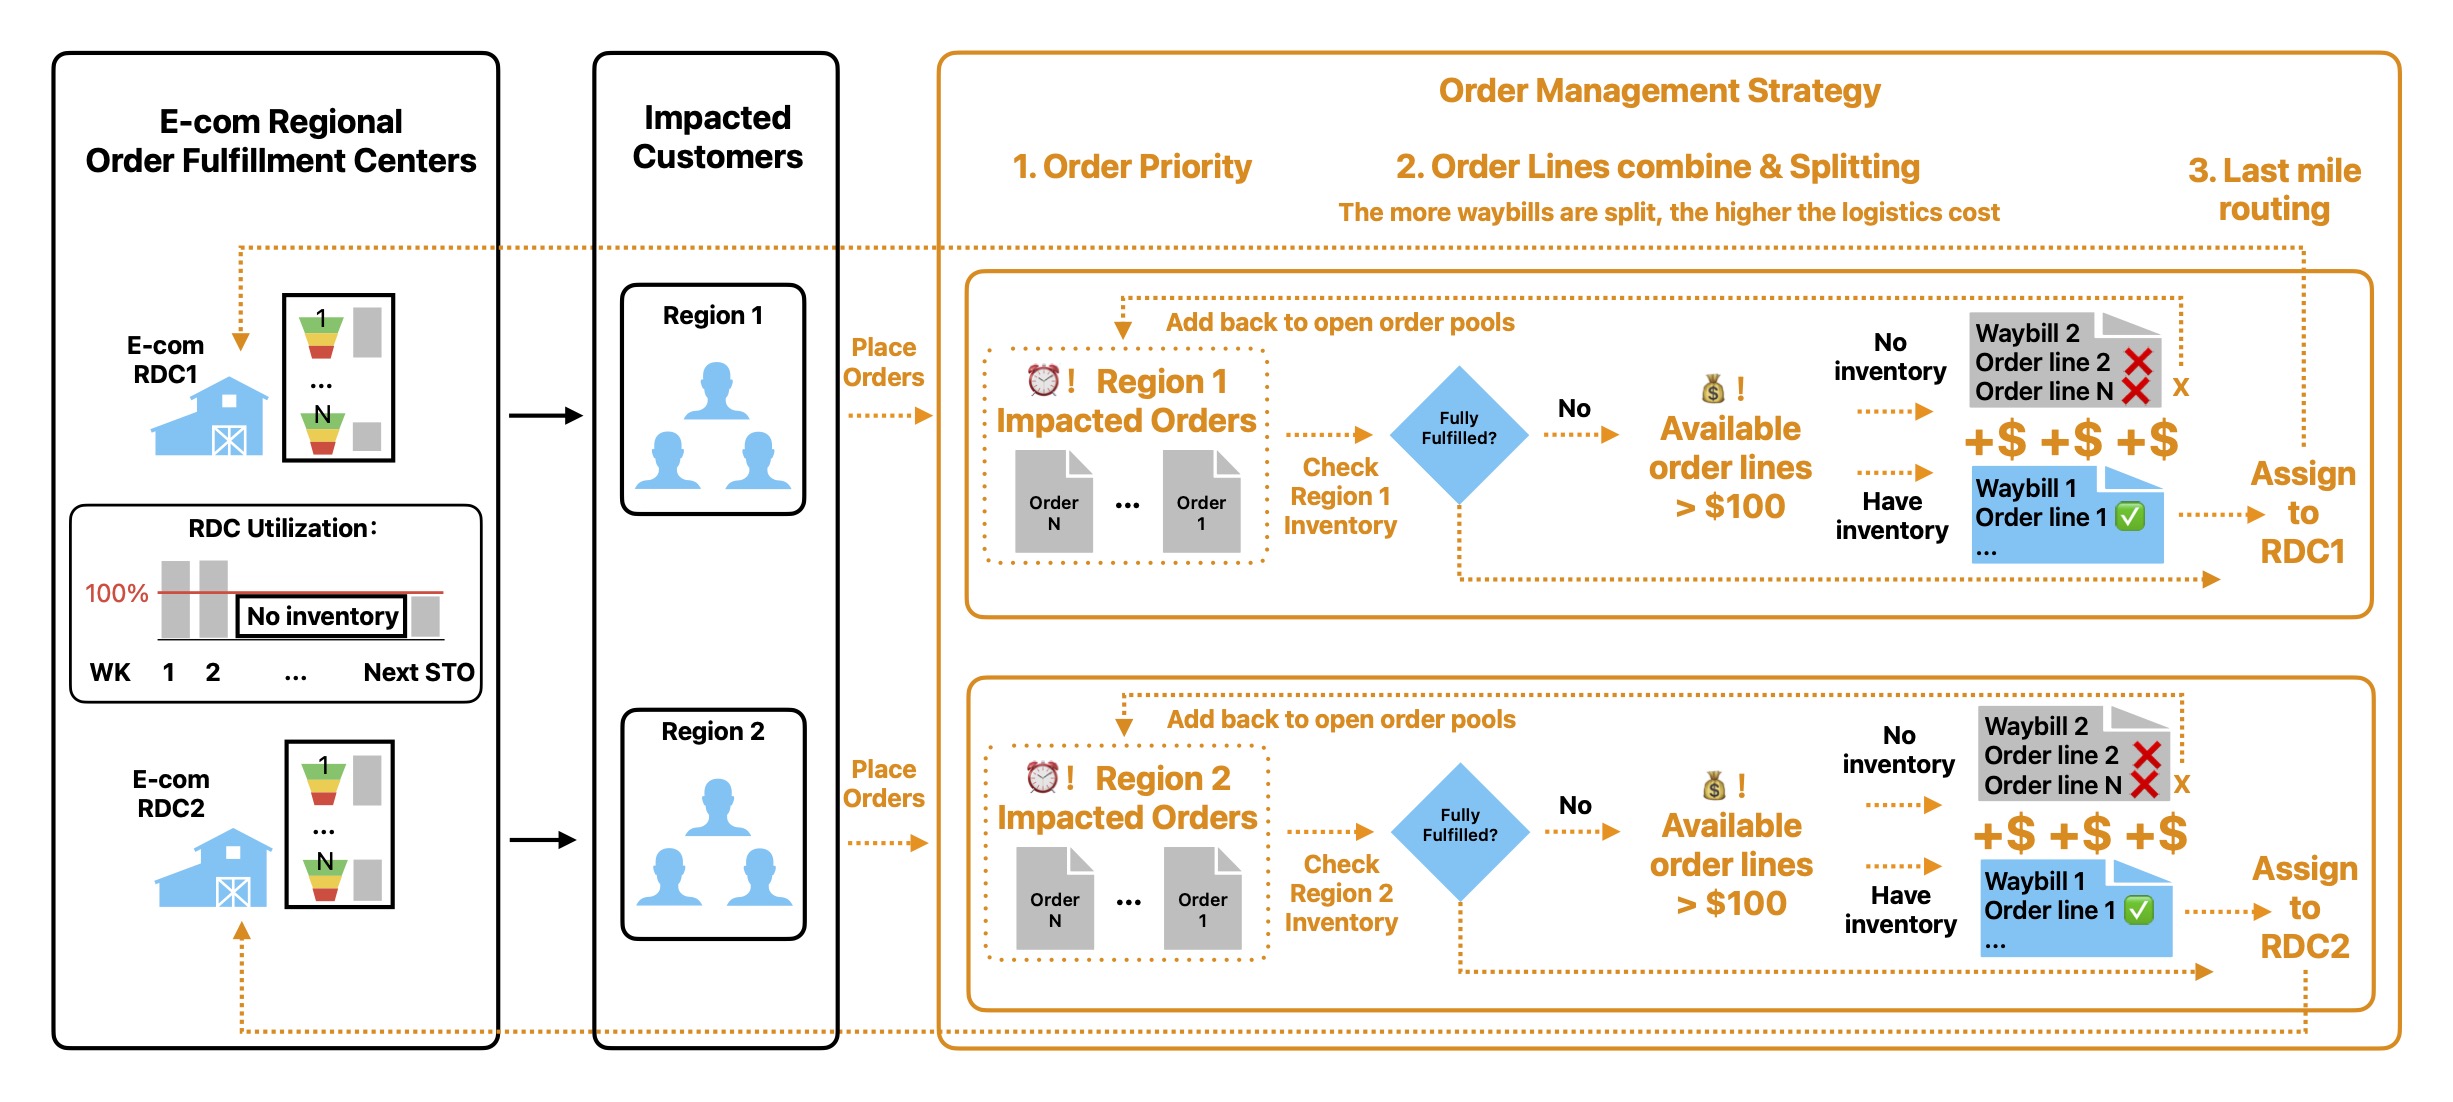 E-com Regional
Order Fulfillment Centers
E-com
RDC1
1
...
N
RDC Utilization:
100%
No inventory
WK 1 2 ... Next STO
E-com
RDC2
1
...
N
Impacted
Customers
Region 1
Region 2
Place
Orders
Place
Orders
Order Management Strategy
1. Order Priority
2. Order Lines combine & Splitting
The more waybills are split, the higher the logistics cost
3. Last mile
routing
Add back to open order pools
! Region 1
Impacted Orders
Order
N
...
Order
1
Check
Region 1
Inventory
Fully
Fulfilled?
No
$ !
Available
order lines
> $100
No
inventory
Have
inventory
Waybill 2
Order line 2
Order line N
X
+$ +$ +$
Waybill 1
Order line 1
...
Assign
to
RDC1
Add back to open order pools
! Region 2
Impacted Orders
Order
N
...
Order
1
Check
Region 2
Inventory
Fully
Fulfilled?
No
$ !
Available
order lines
> $100
No
inventory
Have
inventory
Waybill 2
Order line 2
Order line N
X
+$ +$ +$
Waybill 1
Order line 1
...
Assign
to
RDC2